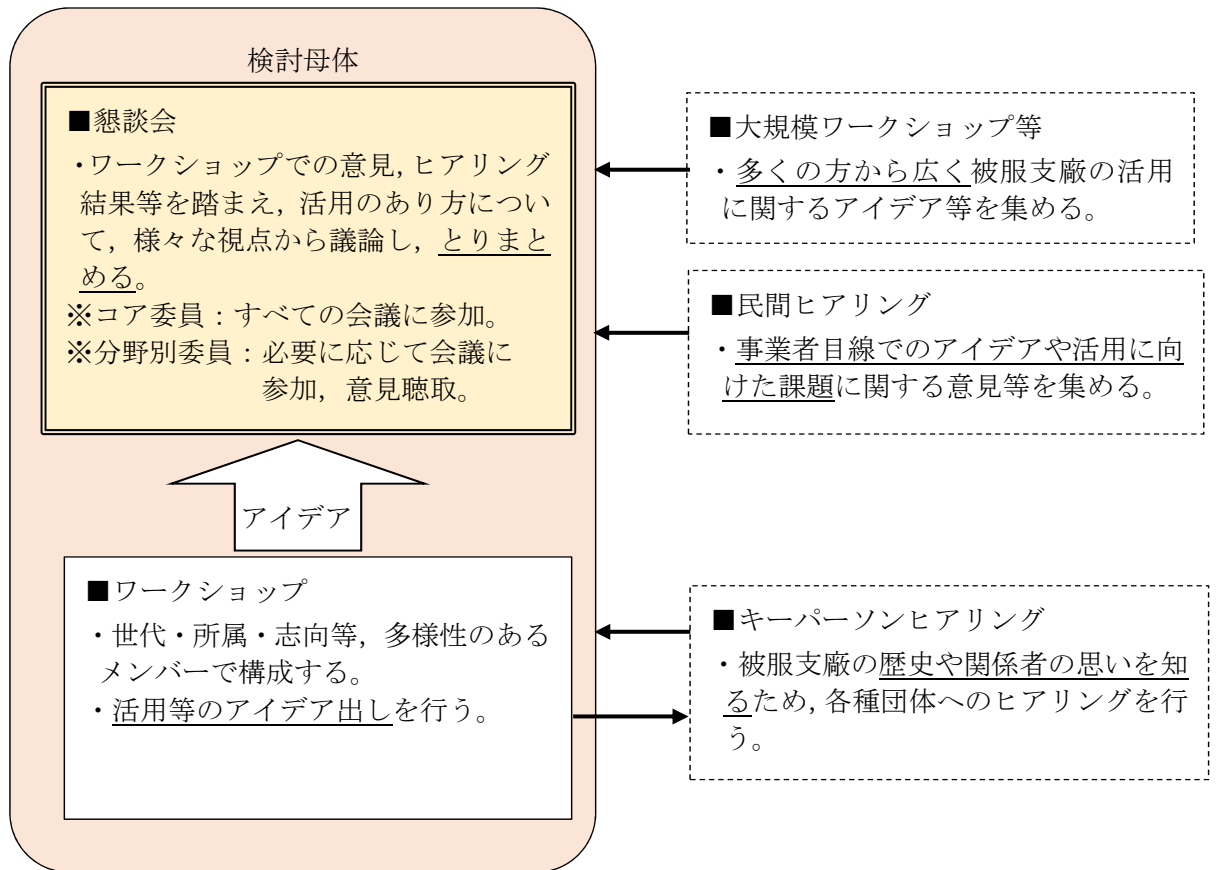 検討母体
■懇談会
・ワークショップでの意見，ヒアリング
結果等を踏まえ，活用のあり方につい
て，様々な視点から議論し，とりまと
める。
※コア委員：すべての会議に参加。
※分野別委員：必要に応じて会議に
参加，意見聴取。
アイデア
■ワークショップ
・世代・所属・志向等，多様性のある
メンバーで構成する。
・活用等のアイデア出しを行う。
■大規模ワークショップ等
・多くの方から広く被服支廠の活用
に関するアイデア等を集める。
■民間ヒアリング
・事業者目線でのアイデアや活用に向
けた課題に関する意見等を集める。
■キーパーソンヒアリング
・被服支廠の歴史や関係者の思いを知
るため，各種団体へのヒアリングを行
う。